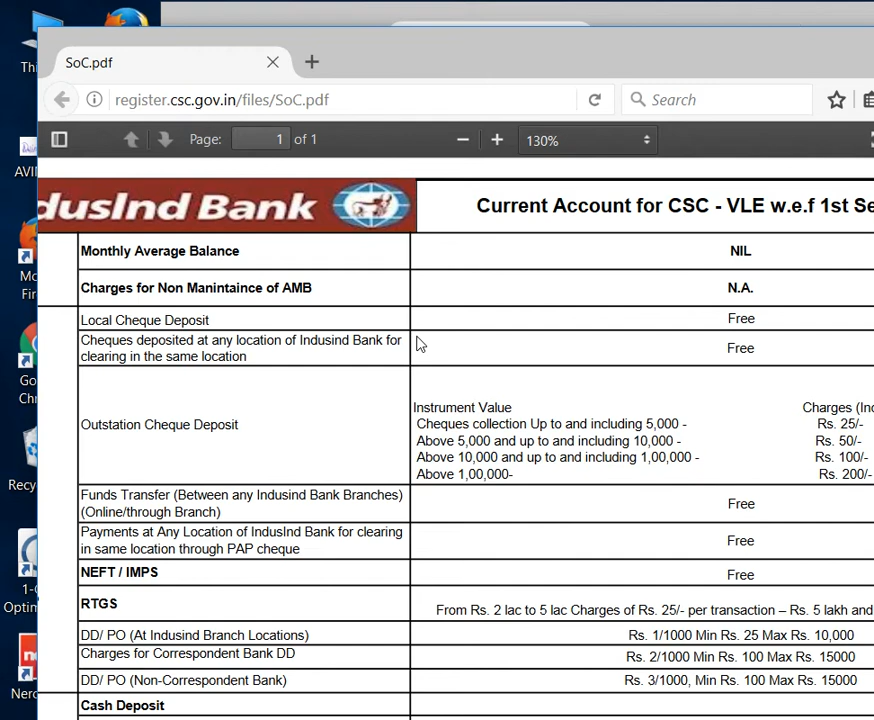 Thi
SoC.pdf
register.csc.gov.in/files/SoC.pdf
Search
Page:
1
of 1
130%
AVI
dusInd Bank
Current Account for CSC - VLE w.e.f 1st Se
Monthly Average Balance
NIL
Charges for Non Manintaince of AMB
N.A.
Mo
Fir
Local Cheque Deposit
Free
Cheques deposited at any location of Indusind Bank for
clearing in the same location
Free
Go
Chr
Outstation Cheque Deposit
Instrument Value
Charges (Inc
Cheques collection Up to and including 5,000 -
Rs. 25/-
Above 5,000 and up to and including 10,000 -
Rs. 50/-
Above 10,000 and up to and including 1,00,000 -
Rs. 100/-
Above 1,00,000-
Rs. 200/-
Recy
Funds Transfer (Between any Indusind Bank Branches)
(Online/through Branch)
Free
Payments at Any Location of IndusInd Bank for clearing
in same location through PAP cheque
Free
NEFT / IMPS
Free
1-C
Optim
RTGS
From Rs. 2 lac to 5 lac Charges of Rs. 25/- per transaction – Rs. 5 lakh and
DD/ PO (At Indusind Branch Locations)
Rs. 1/1000 Min Rs. 25 Max Rs. 10,000
Charges for Correspondent Bank DD
Rs. 2/1000 Min Rs. 100 Max Rs. 15000
DD/ PO (Non-Correspondent Bank)
Rs. 3/1000, Min Rs. 100 Max Rs. 15000
Nero
Cash Deposit